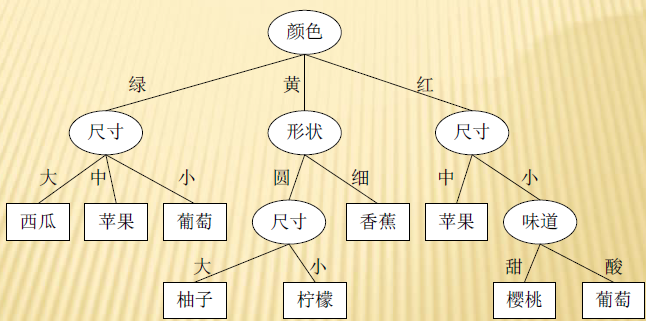 颜色
绿 黄 红
尺寸 形状 尺寸
大 中 小 圆 细 中 小
西瓜 苹果 葡萄 尺寸 香蕉 苹果 味道
大 小 甜 酸
柚子 柠檬 樱桃 葡萄